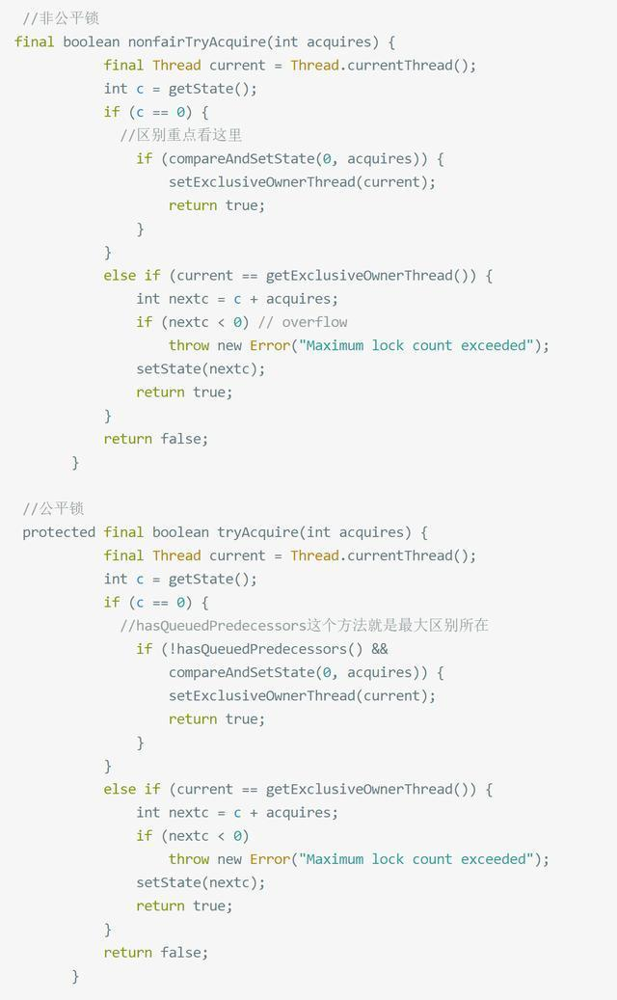 //非公平锁
final boolean nonfairTryAcquire(int acquires) {
final Thread current = Thread.currentThread();
int c = getState();
if (c == 0) {
//区别重点看这里
if (compareAndSetState(0, acquires)) {
setExclusiveOwnerThread(current);
return true;
}
}
else if (current == getExclusiveOwnerThread()) {
int nextc = c + acquires;
if (nextc < 0) // overflow
throw new Error("Maximum lock count exceeded");
setState(nextc);
return true;
}
return false;
}
//公平锁
protected final boolean tryAcquire(int acquires) {
final Thread current = Thread.currentThread();
int c = getState();
if (c == 0) {
//hasQueuedPredecessors这个方法就是最大区别所在
if (!hasQueuedPredecessors() &&
compareAndSetState(0, acquires)) {
setExclusiveOwnerThread(current);
return true;
}
}
else if (current == getExclusiveOwnerThread()) {
int nextc = c + acquires;
if (nextc < 0)
throw new Error("Maximum lock count exceeded");
setState(nextc);
return true;
}
return false;
}